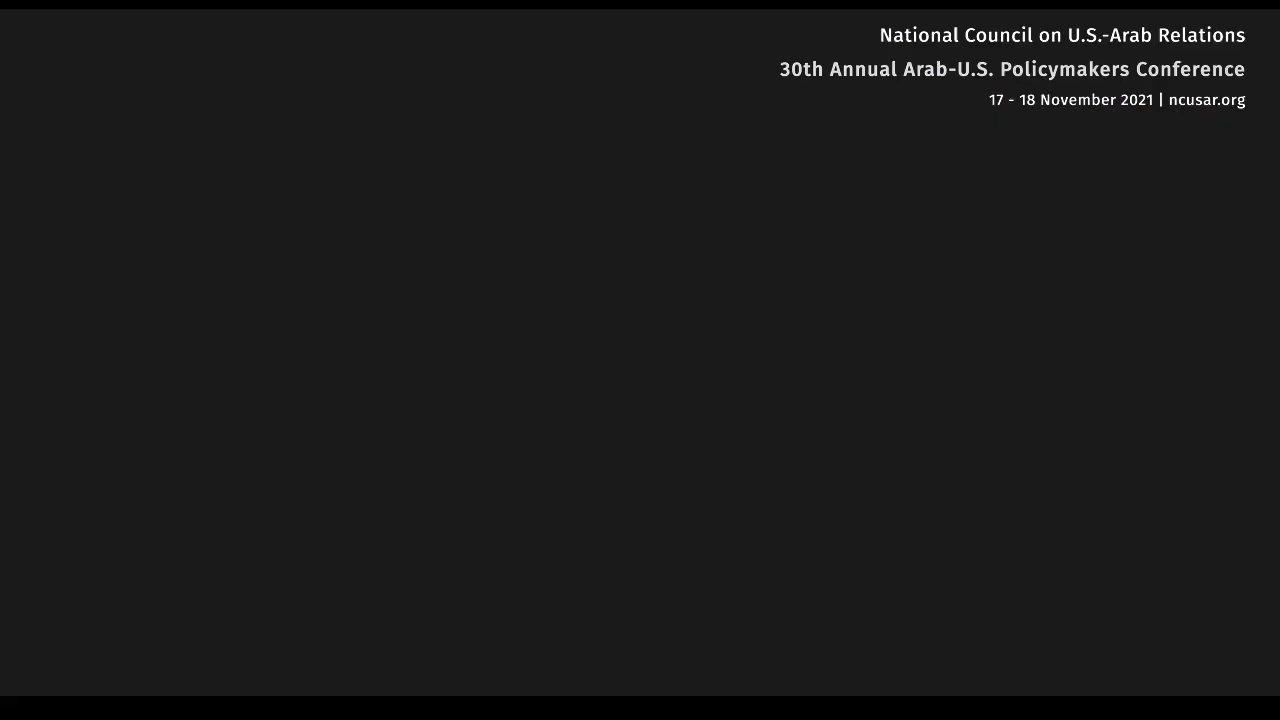 National Council on U.S.-Arab Relations
30th Annual Arab-U.S. Policymakers Conference
17 - 18 November 2021 | ncusar.org